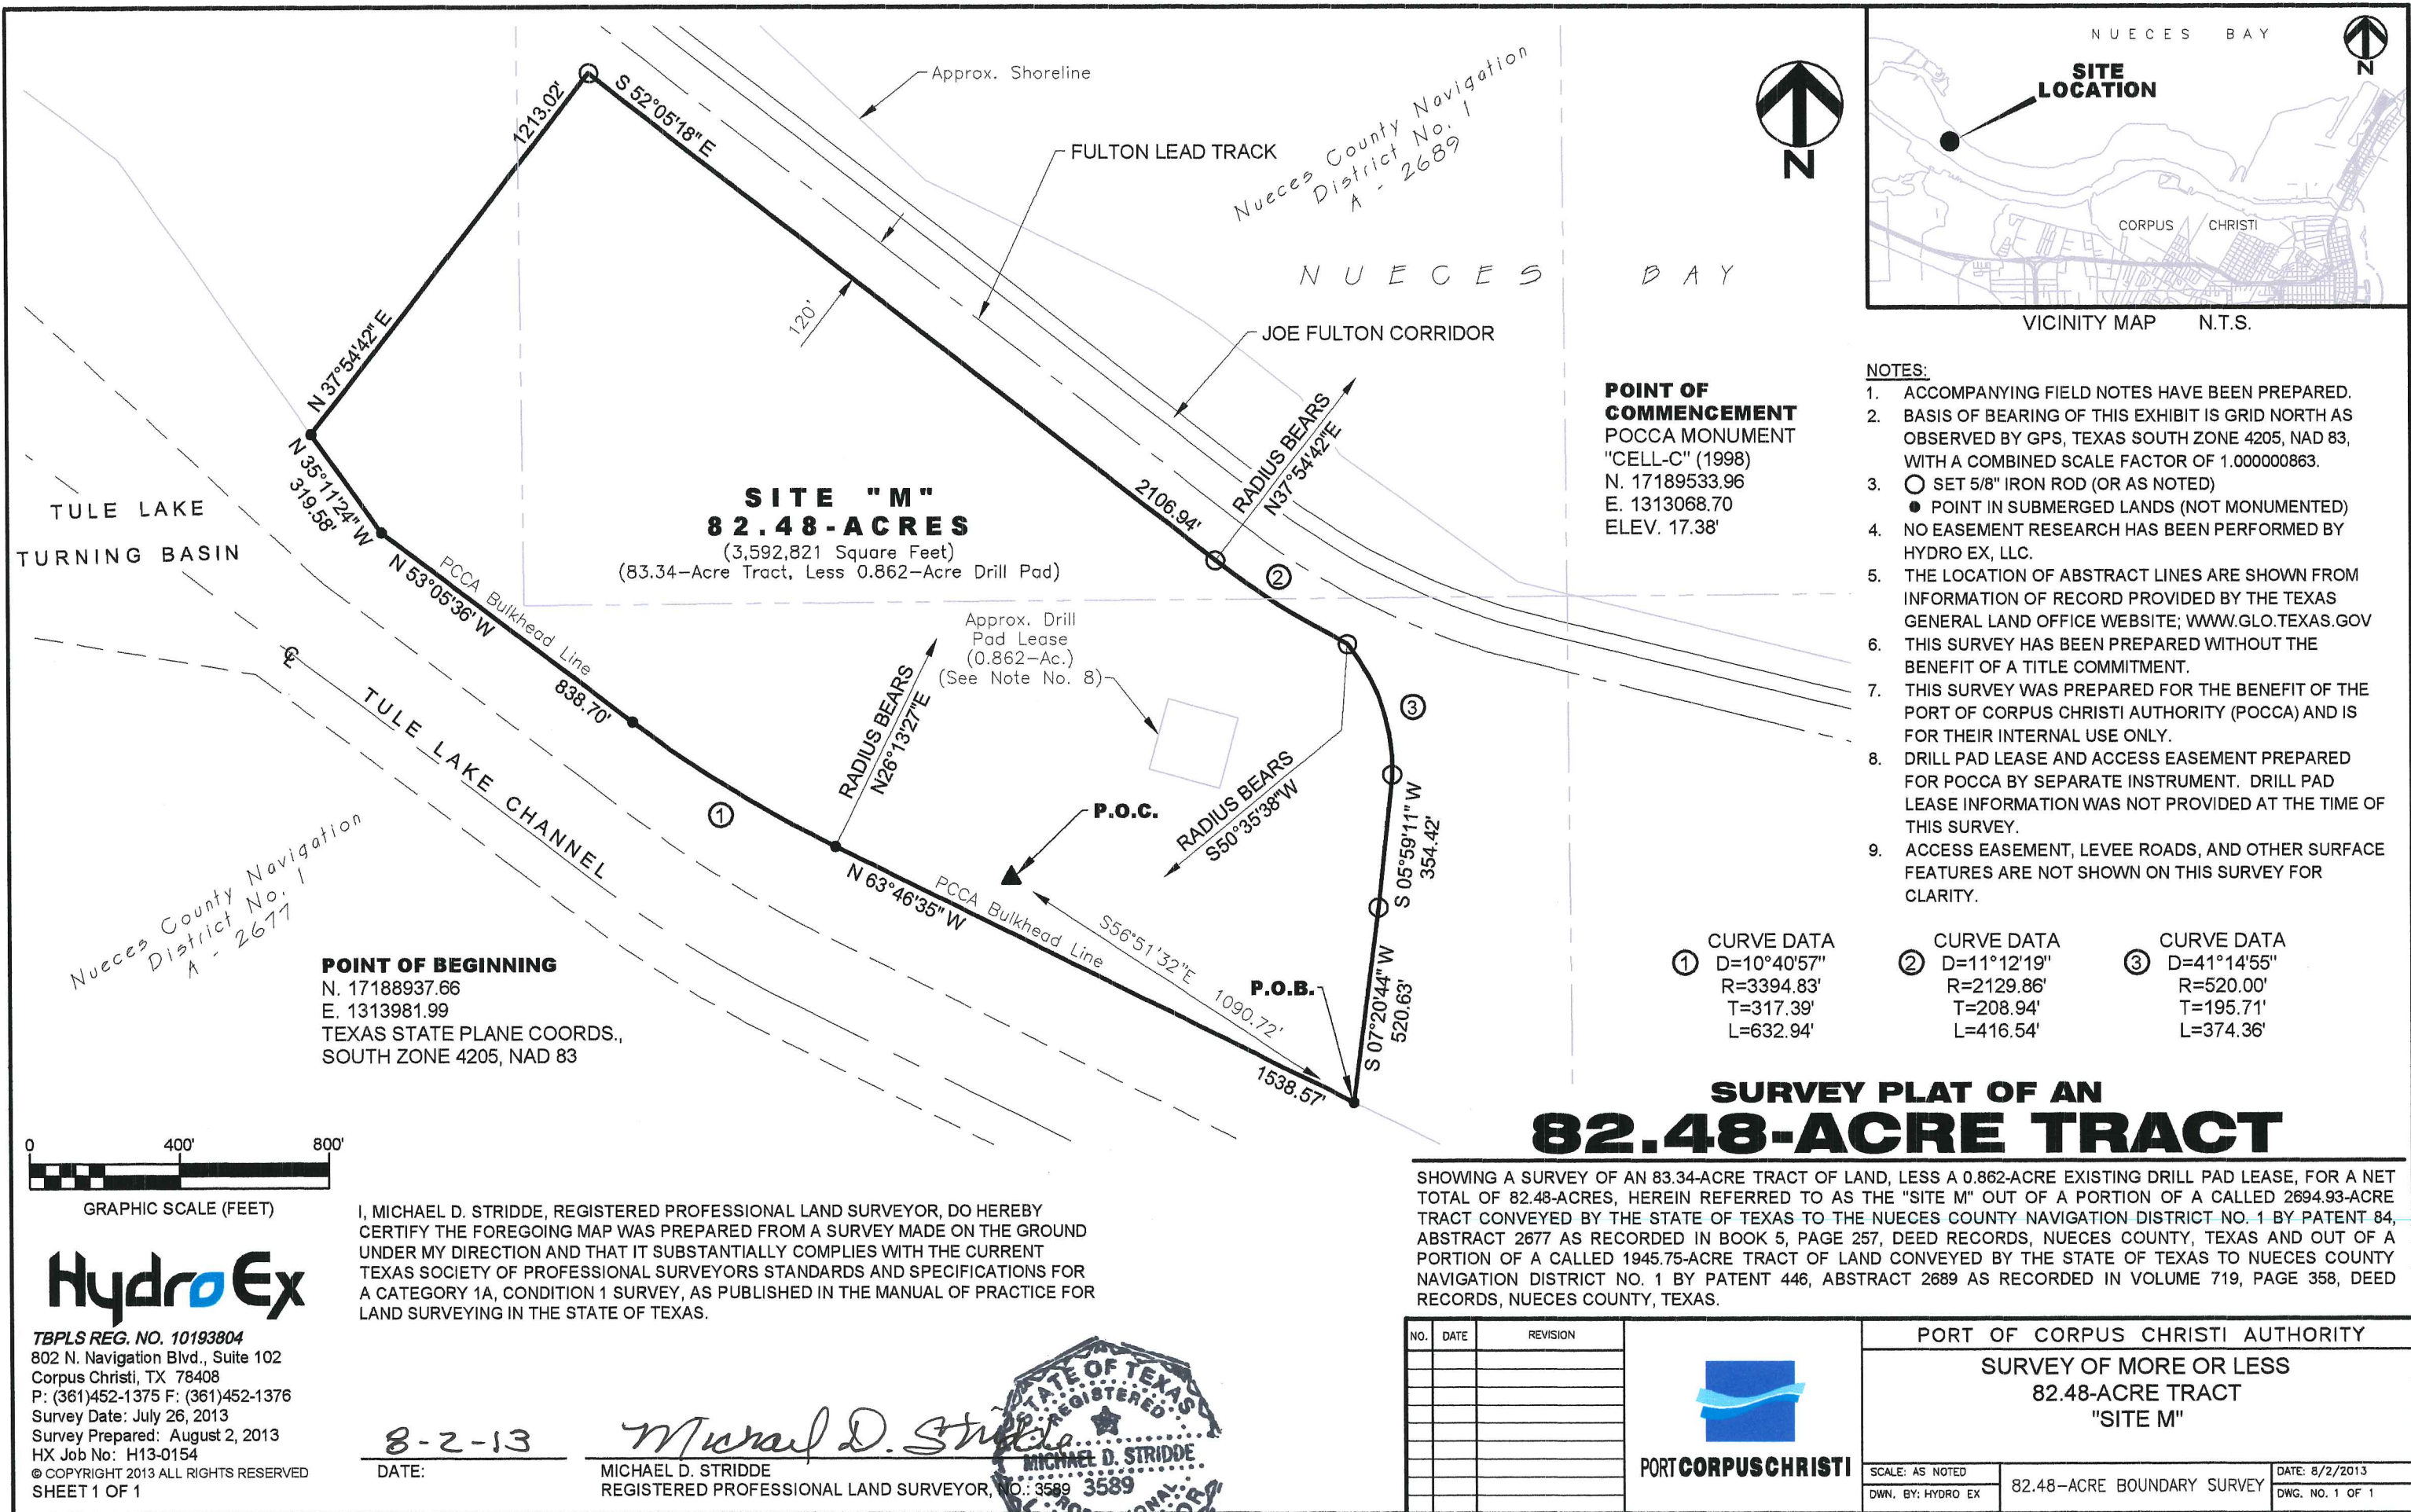 1213.02'
S 52°05'18" E
Approx. Shoreline
FULTON LEAD TRACK
Nueces County Navigation
District No. 1
A - 2689
N
NUECES BAY
SITE
LOCATION
N
CORPUS CHRISTI
VICINITY MAP N.T.S.
N U E C E S B A Y
120'
JOE FULTON CORRIDOR
N 37°54'42" E
RADIUS BEARS
N37°54'42"E
2106.94'
POINT OF
COMMENCEMENT
POCCA MONUMENT
"CELL-C" (1998)
N. 17189533.96
E. 1313068.70
ELEV. 17.38'
NOTES:
1. ACCOMPANYING FIELD NOTES HAVE BEEN PREPARED.
2. BASIS OF BEARING OF THIS EXHIBIT IS GRID NORTH AS
OBSERVED BY GPS, TEXAS SOUTH ZONE 4205, NAD 83,
WITH A COMBINED SCALE FACTOR OF 1.000000863.
3. SET 5/8" IRON ROD (OR AS NOTED)
POINT IN SUBMERGED LANDS (NOT MONUMENTED)
4. NO EASEMENT RESEARCH HAS BEEN PERFORMED BY
HYDRO EX, LLC.
5. THE LOCATION OF ABSTRACT LINES ARE SHOWN FROM
INFORMATION OF RECORD PROVIDED BY THE TEXAS
GENERAL LAND OFFICE WEBSITE; WWW.GLO.TEXAS.GOV
6. THIS SURVEY HAS BEEN PREPARED WITHOUT THE
BENEFIT OF A TITLE COMMITMENT.
7. THIS SURVEY WAS PREPARED FOR THE BENEFIT OF THE
PORT OF CORPUS CHRISTI AUTHORITY (POCCA) AND IS
FOR THEIR INTERNAL USE ONLY.
8. DRILL PAD LEASE AND ACCESS EASEMENT PREPARED
FOR POCCA BY SEPARATE INSTRUMENT. DRILL PAD
LEASE INFORMATION WAS NOT PROVIDED AT THE TIME OF
THIS SURVEY.
9. ACCESS EASEMENT, LEVEE ROADS, AND OTHER SURFACE
FEATURES ARE NOT SHOWN ON THIS SURVEY FOR
CLARITY.
N 35°11'24" W
319.58'
TULE LAKE
TURNING BASIN
SITE "M"
82.48-ACRES
(3,592,821 Square Feet)
(83.34-Acre Tract, Less 0.862-Acre Drill Pad)
N 53°05'36" W
PCCA Bulkhead Line
838.70'
2
Approx. Drill
Pad Lease
(0.862-Ac.)
(See Note No. 8)
RADIUS BEARS
N26°13'27"E
3
CL
TULE LAKE CHANNEL
1
RADIUS BEARS
S50°35'38"W
P.O.C.
S 05°59'11" W
354.42'
N 63°46'35" W
PCCA Bulkhead Line
S56°51'32"E 1090.72'
Nueces County Navigation
District No. 1
A - 2677
P.O.B.
S 07°20'44" W
520.63'
1538.57'
POINT OF BEGINNING
N. 17188937.66
E. 1313981.99
TEXAS STATE PLANE COORDS.,
SOUTH ZONE 4205, NAD 83
1 CURVE DATA
D=10°40'57"
R=3394.83'
T=317.39'
L=632.94'
2 CURVE DATA
D=11°12'19"
R=2129.86'
T=208.94'
L=416.54'
3 CURVE DATA
D=41°14'55"
R=520.00'
T=195.71'
L=374.36'
SURVEY PLAT OF AN
82.48-ACRE TRACT
SHOWING A SURVEY OF AN 83.34-ACRE TRACT OF LAND, LESS A 0.862-ACRE EXISTING DRILL PAD LEASE, FOR A NET
TOTAL OF 82.48-ACRES, HEREIN REFERRED TO AS THE "SITE M" OUT OF A PORTION OF A CALLED 2694.93-ACRE
TRACT CONVEYED BY THE STATE OF TEXAS TO THE NUECES COUNTY NAVIGATION DISTRICT NO. 1 BY PATENT 84,
ABSTRACT 2677 AS RECORDED IN BOOK 5, PAGE 257, DEED RECORDS, NUECES COUNTY, TEXAS AND OUT OF A
PORTION OF A CALLED 1945.75-ACRE TRACT OF LAND CONVEYED BY THE STATE OF TEXAS TO NUECES COUNTY
NAVIGATION DISTRICT NO. 1 BY PATENT 446, ABSTRACT 2689 AS RECORDED IN VOLUME 719, PAGE 358, DEED
RECORDS, NUECES COUNTY, TEXAS.
0 400' 800'
GRAPHIC SCALE (FEET)
HydroEx
TBPLS REG. NO. 10193804
802 N. Navigation Blvd., Suite 102
Corpus Christi, TX 78408
P: (361)452-1375 F: (361)452-1376
Survey Date: July 26, 2013
Survey Prepared: August 2, 2013
HX Job No: H13-0154
© COPYRIGHT 2013 ALL RIGHTS RESERVED
SHEET 1 OF 1
I, MICHAEL D. STRIDDE, REGISTERED PROFESSIONAL LAND SURVEYOR, DO HEREBY
CERTIFY THE FOREGOING MAP WAS PREPARED FROM A SURVEY MADE ON THE GROUND
UNDER MY DIRECTION AND THAT IT SUBSTANTIALLY COMPLIES WITH THE CURRENT
TEXAS SOCIETY OF PROFESSIONAL SURVEYORS STANDARDS AND SPECIFICATIONS FOR
A CATEGORY 1A, CONDITION 1 SURVEY, AS PUBLISHED IN THE MANUAL OF PRACTICE FOR
LAND SURVEYING IN THE STATE OF TEXAS.
8-2-13
DATE:
Michael D. Stridde
MICHAEL D. STRIDDE
REGISTERED PROFESSIONAL LAND SURVEYOR, NO.: 3589
STATE OF TEXAS
REGISTERED
MICHAEL D. STRIDDE
3589
NO. DATE REVISION
PORTCORPUSCHRISTI
PORT OF CORPUS CHRISTI AUTHORITY
SURVEY OF MORE OR LESS
82.48-ACRE TRACT
"SITE M"
SCALE: AS NOTED
DWN. BY: HYDRO EX
82.48-ACRE BOUNDARY SURVEY
DATE: 8/2/2013
DWG. NO. 1 OF 1